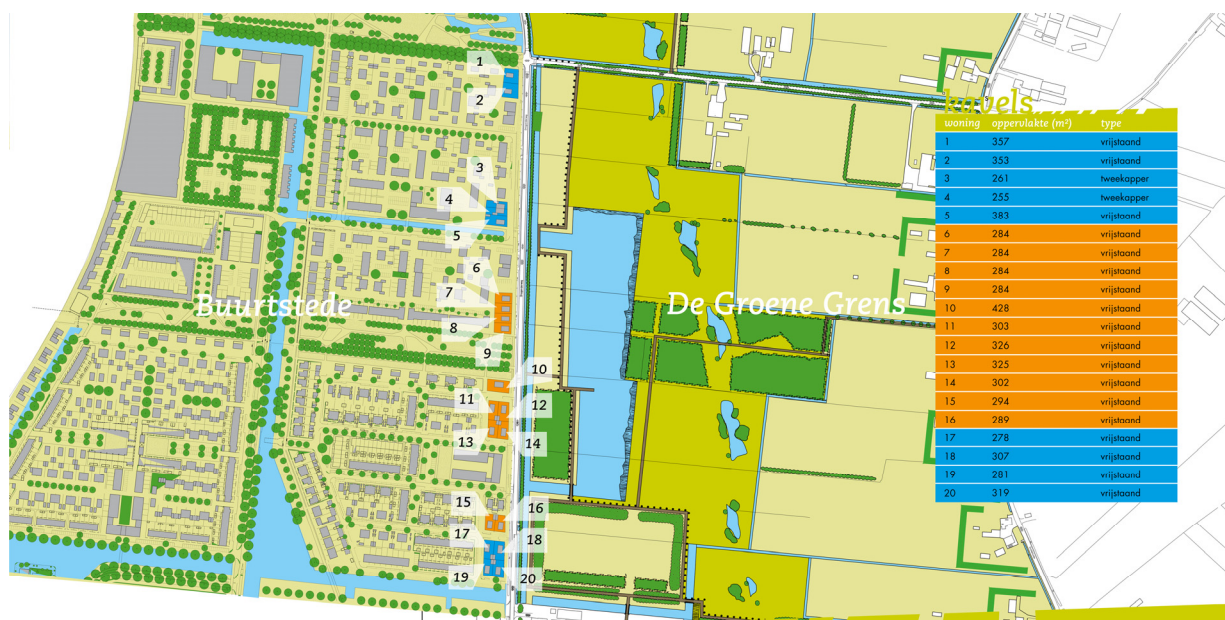 1
2
3
4
5
6
7
8
9
10
11
12
13
14
15
16
17
18
19
20
Buurtstede
De Groene Grens
kavels
woning oppervlakte (m²) type
1 357 vrijstaand
2 353 vrijstaand
3 261 tweekapper
4 255 tweekapper
5 383 vrijstaand
6 284 vrijstaand
7 284 vrijstaand
8 284 vrijstaand
9 284 vrijstaand
10 428 vrijstaand
11 303 vrijstaand
12 326 vrijstaand
13 325 vrijstaand
14 302 vrijstaand
15 294 vrijstaand
16 289 vrijstaand
17 278 vrijstaand
18 307 vrijstaand
19 281 vrijstaand
20 319 vrijstaand